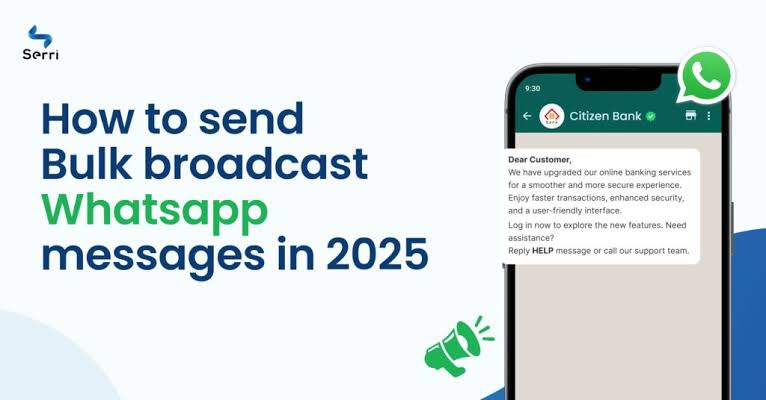 Serri
How to send
Bulk broadcast
Whatsapp
messages in 2025
9:30
Citizen Bank
Dear Customer,
We have upgraded our online banking services
for a smoother and more secure experience.
Enjoy faster transactions, enhanced security,
and a user-friendly interface.
Log in now to explore the new features. Need
assistance?
Reply HELP message or call our support team.